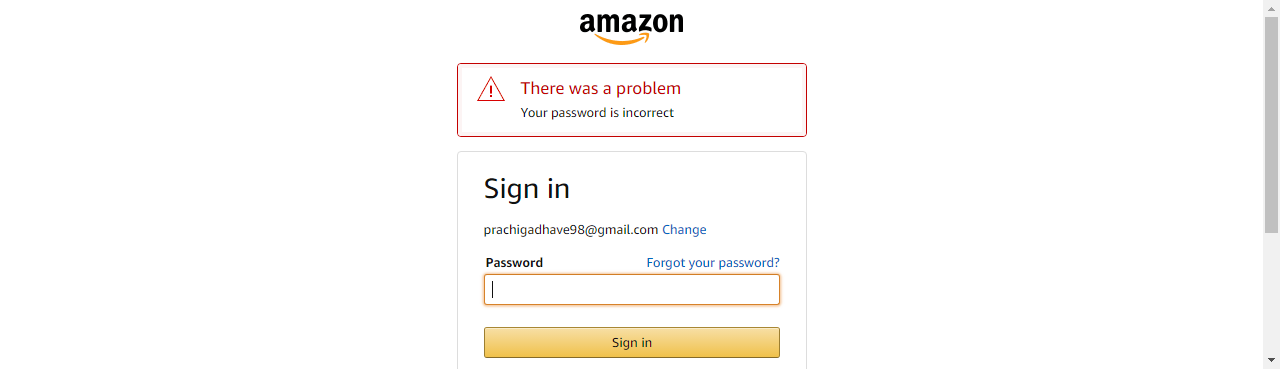 amazon
There was a problem
Your password is incorrect
Sign in
prachigadhave98@gmail.com Change
Password Forgot your password?
Sign in